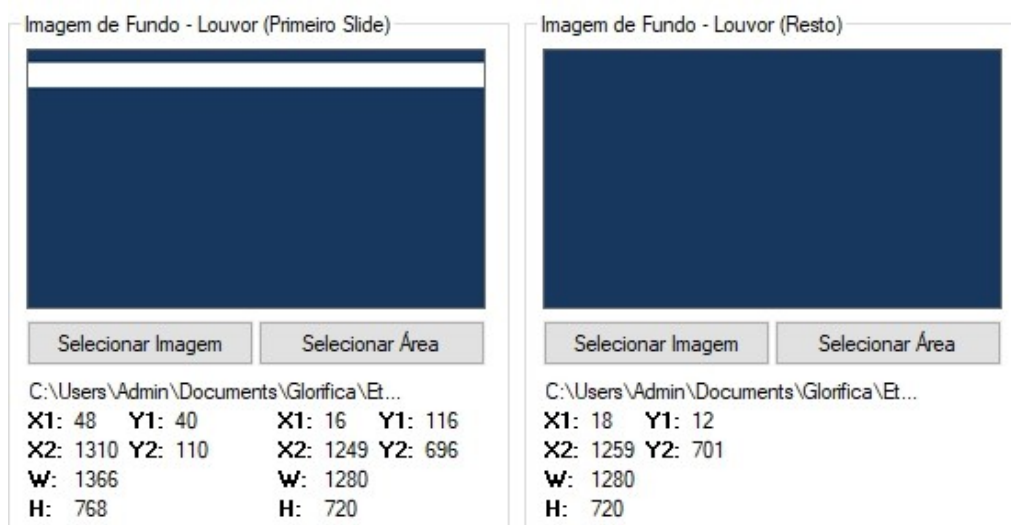 Imagem de Fundo - Louvor (Primeiro Slide)
Selecionar Imagem Selecionar Área
C:\Users\Admin\Documents\Glorifica\Et...
X1: 48 Y1: 40 X1: 16 Y1: 116
X2: 1310 Y2: 110 X2: 1249 Y2: 696
W: 1366 W: 1280
H: 768 H: 720
Imagem de Fundo - Louvor (Resto)
Selecionar Imagem Selecionar Área
C:\Users\Admin\Documents\Glorifica\Et...
X1: 18 Y1: 12
X2: 1259 Y2: 701
W: 1280
H: 720